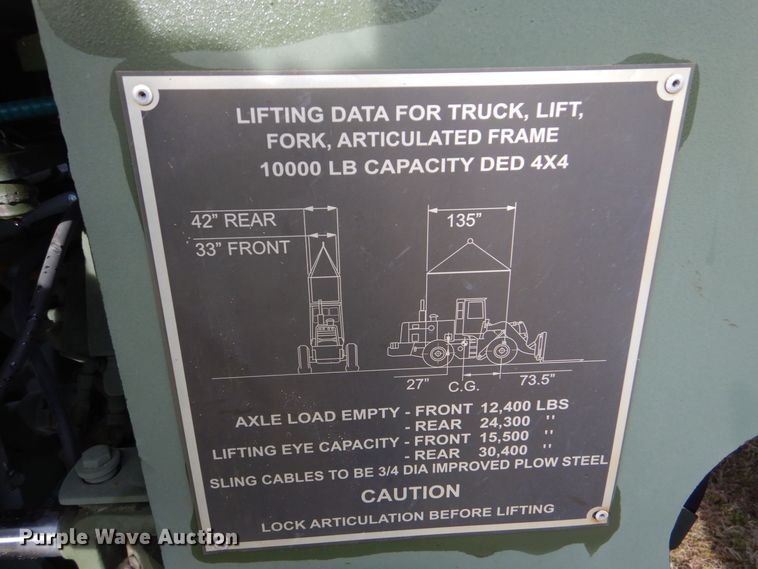 LIFTING DATA FOR TRUCK, LIFT,
FORK, ARTICULATED FRAME
10000 LB CAPACITY DED 4X4
42" REAR
33" FRONT
135"
27"
C.G.
73.5"
AXLE LOAD EMPTY - FRONT 12,400 LBS
- REAR 24,300 "
LIFTING EYE CAPACITY - FRONT 15,500 "
- REAR 30,400 "
SLING CABLES TO BE 3/4 DIA IMPROVED PLOW STEEL
CAUTION
LOCK ARTICULATION BEFORE LIFTING
Purple Wave Auction